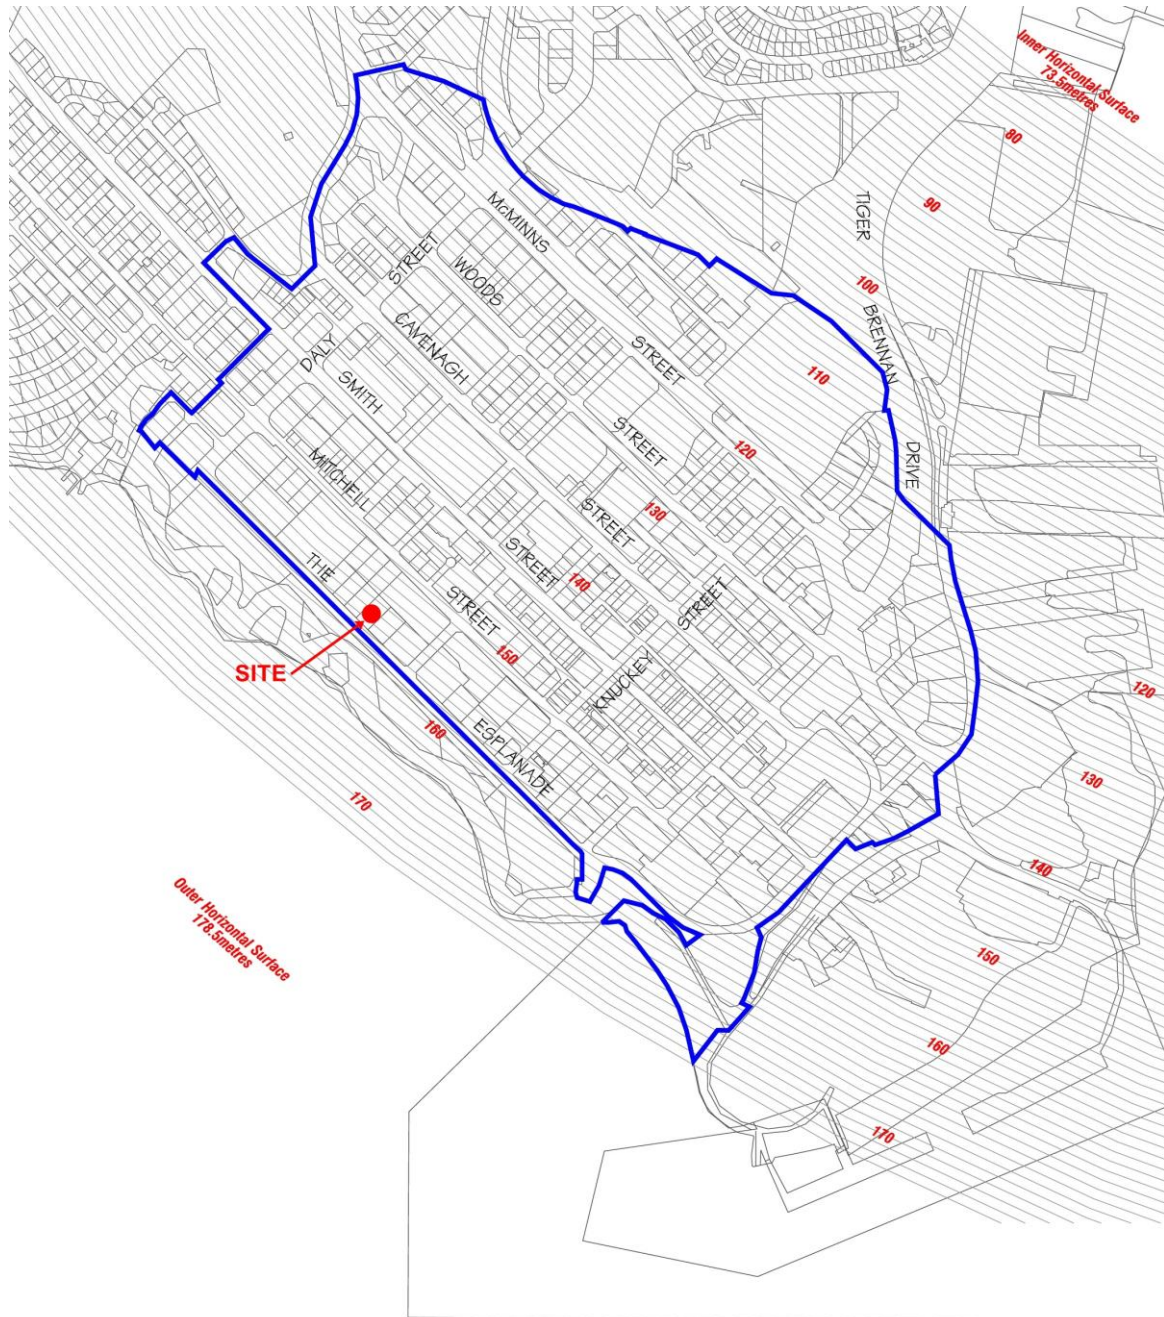 Inner Horizontal Surface
73.5metres
80
90
TIGER
BRENNAN
DRIVE
100
110
McMINNS
STREET
120
WOODS
STREET
STREET
CAVENAGH
STREET
130
DALY
SMITH
STREET
140
STREET
KNUCKEY
MITCHELL
STREET
150
THE
ESPLANADE
SITE
160
170
Outer Horizontal Surface
178.5metres
120
130
140
150
160
170